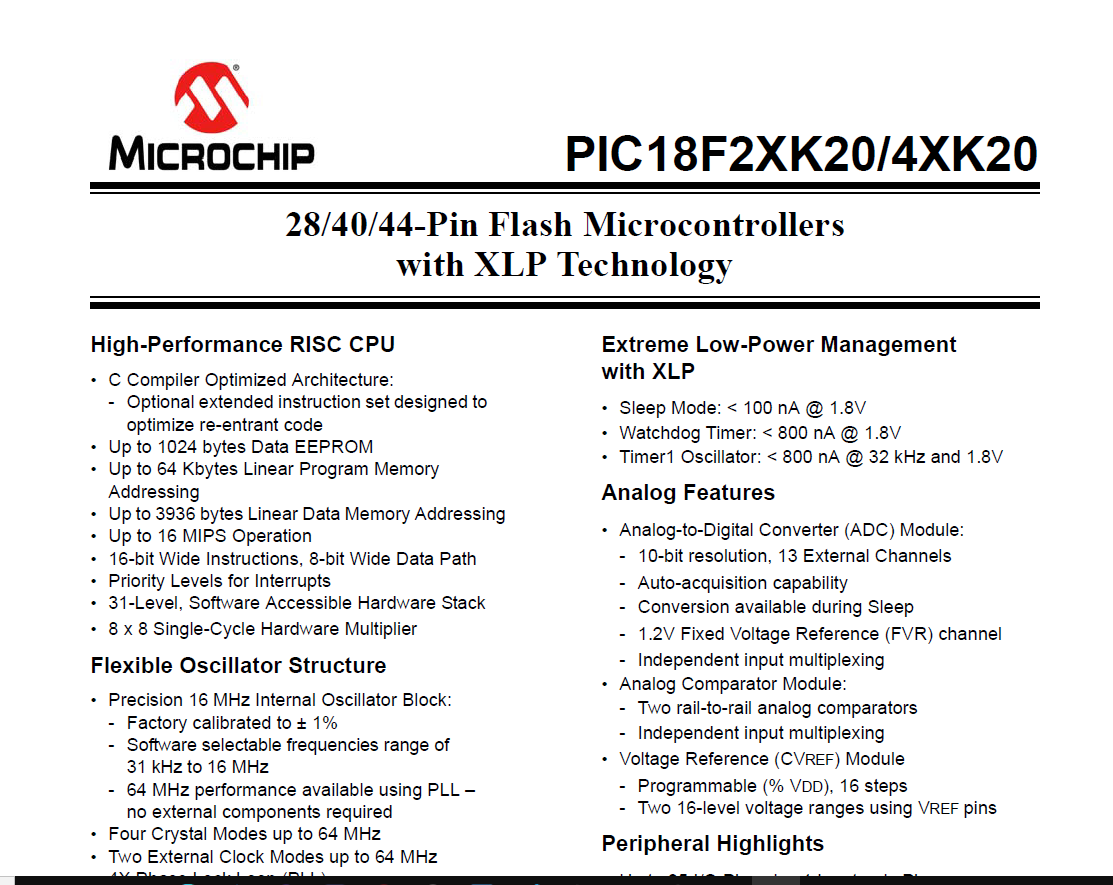 MICROCHIP
PIC18F2XK20/4XK20
28/40/44-Pin Flash Microcontrollers
with XLP Technology
High-Performance RISC CPU
• C Compiler Optimized Architecture:
- Optional extended instruction set designed to
optimize re-entrant code
• Up to 1024 bytes Data EEPROM
• Up to 64 Kbytes Linear Program Memory
Addressing
• Up to 3936 bytes Linear Data Memory Addressing
• Up to 16 MIPS Operation
• 16-bit Wide Instructions, 8-bit Wide Data Path
• Priority Levels for Interrupts
• 31-Level, Software Accessible Hardware Stack
• 8 x 8 Single-Cycle Hardware Multiplier
Flexible Oscillator Structure
• Precision 16 MHz Internal Oscillator Block:
- Factory calibrated to ± 1%
- Software selectable frequencies range of
31 kHz to 16 MHz
- 64 MHz performance available using PLL –
no external components required
• Four Crystal Modes up to 64 MHz
• Two External Clock Modes up to 64 MHz
Extreme Low-Power Management
with XLP
• Sleep Mode: < 100 nA @ 1.8V
• Watchdog Timer: < 800 nA @ 1.8V
• Timer1 Oscillator: < 800 nA @ 32 kHz and 1.8V
Analog Features
• Analog-to-Digital Converter (ADC) Module:
- 10-bit resolution, 13 External Channels
- Auto-acquisition capability
- Conversion available during Sleep
- 1.2V Fixed Voltage Reference (FVR) channel
- Independent input multiplexing
• Analog Comparator Module:
- Two rail-to-rail analog comparators
- Independent input multiplexing
• Voltage Reference (CVREF) Module
- Programmable (% VDD), 16 steps
- Two 16-level voltage ranges using VREF pins
Peripheral Highlights